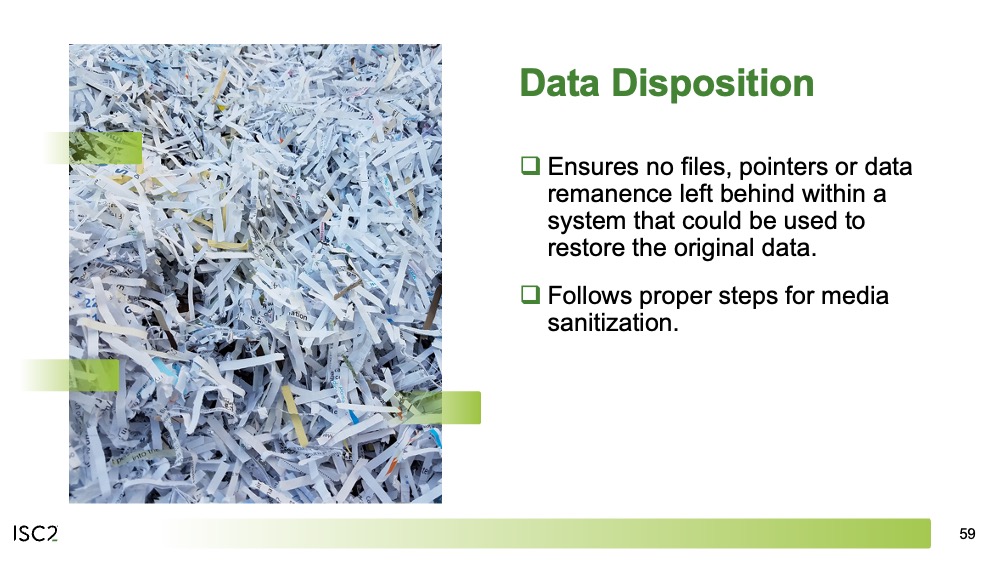 Data Disposition
❑ Ensures no files, pointers or data
remanence left behind within a
system that could be used to
restore the original data.
❑ Follows proper steps for media
sanitization.
ISC2
59